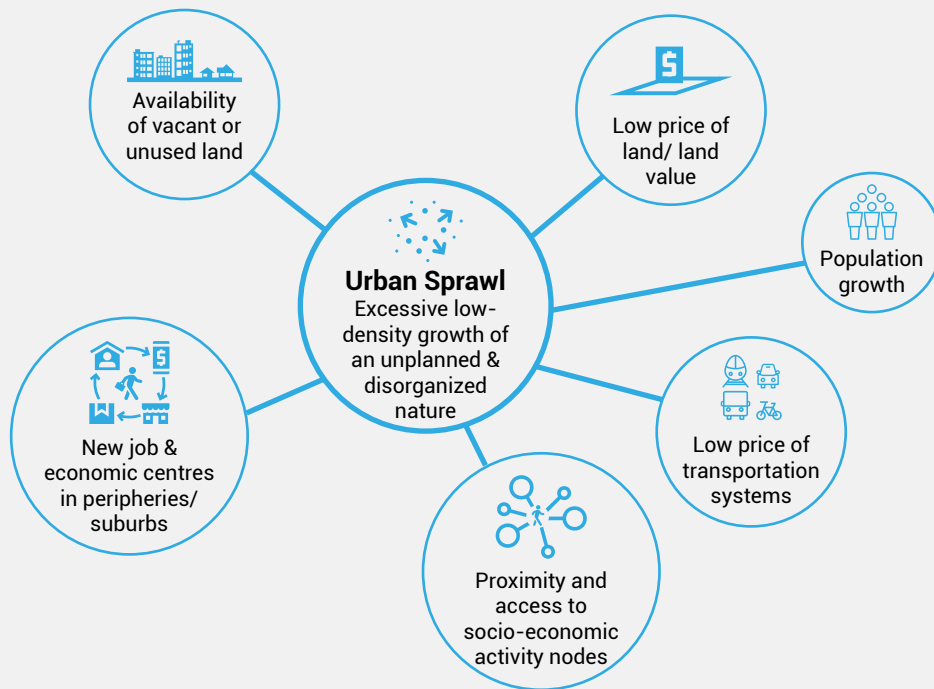 Availability
of vacant or
unused land
Low price of
land/ land
value
Population
growth
Urban Sprawl
Excessive low-
density growth of
an unplanned &
disorganized
nature
New job &
economic centres
in peripheries/
suburbs
Low price of
transportation
systems
Proximity and
access to
socio-economic
activity nodes